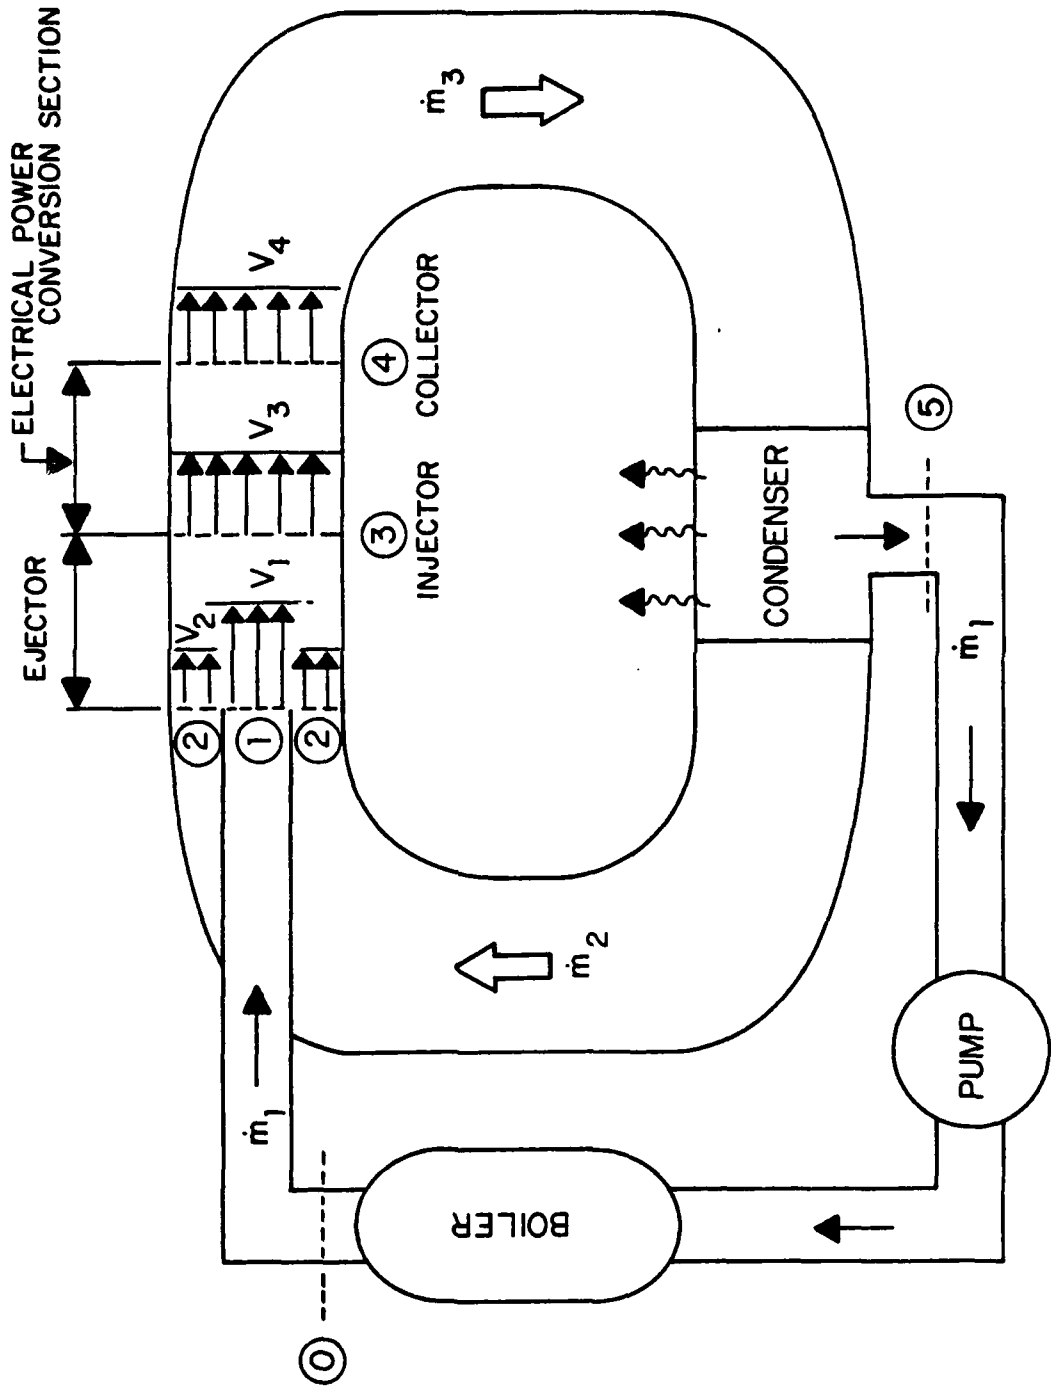 ELECTRICAL POWER
CONVERSION SECTION
EJECTOR
V2
V1
V3
V4
2
1
2
3
4
INJECTOR
COLLECTOR
ṁ1
ṁ2
ṁ3
0
BOILER
CONDENSER
5
ṁ1
PUMP